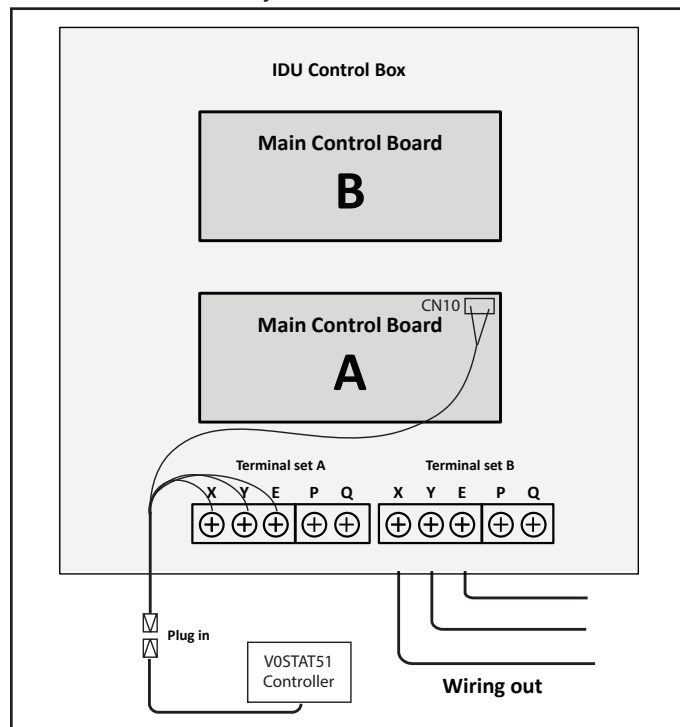 IDU Control Box
Main Control Board
B
CN10
Main Control Board
A
Terminal set A
Terminal set B
X Y E P Q
X Y E P Q
Plug in
V0STAT51
Controller
Wiring out